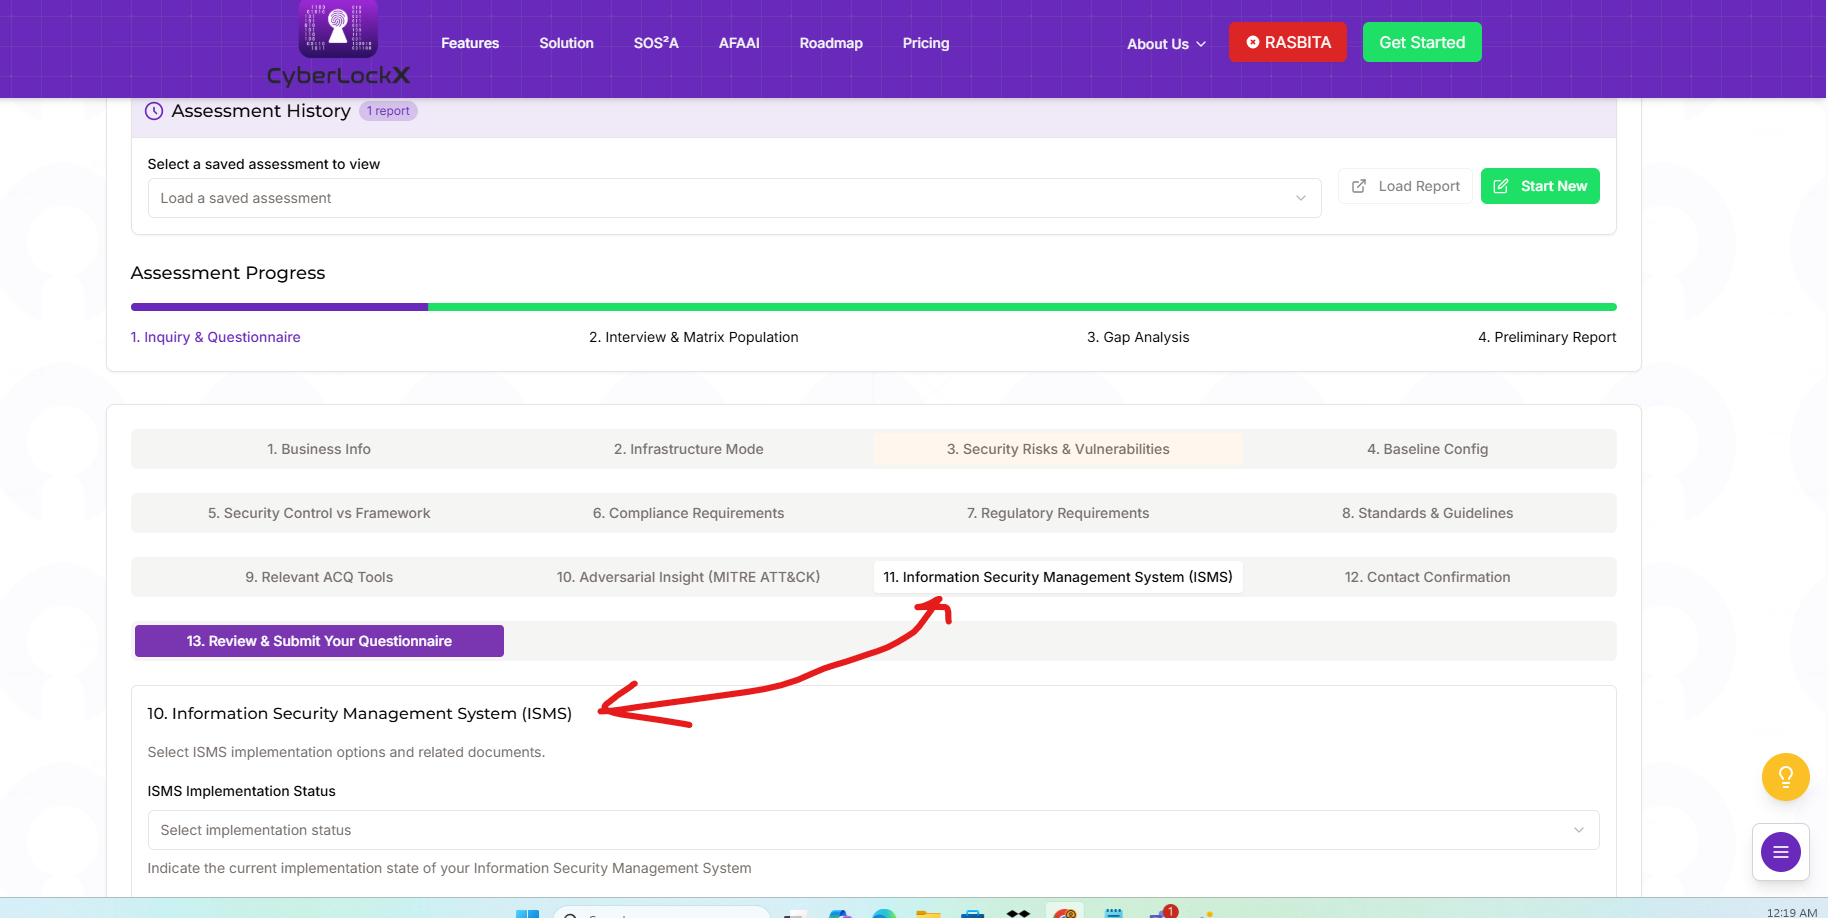 CyberLockX
Features
Solution
SOS²A
AFAAI
Roadmap
Pricing
About Us
RASBITA
Get Started
Assessment History 1 report
Select a saved assessment to view
Load a saved assessment
Load Report
Start New
Assessment Progress
1. Inquiry & Questionnaire
2. Interview & Matrix Population
3. Gap Analysis
4. Preliminary Report
1. Business Info
2. Infrastructure Mode
3. Security Risks & Vulnerabilities
4. Baseline Config
5. Security Control vs Framework
6. Compliance Requirements
7. Regulatory Requirements
8. Standards & Guidelines
9. Relevant ACQ Tools
10. Adversarial Insight (MITRE ATT&CK)
11. Information Security Management System (ISMS)
12. Contact Confirmation
13. Review & Submit Your Questionnaire
10. Information Security Management System (ISMS)
Select ISMS implementation options and related documents.
ISMS Implementation Status
Select implementation status
Indicate the current implementation state of your Information Security Management System
1
12:19 AM